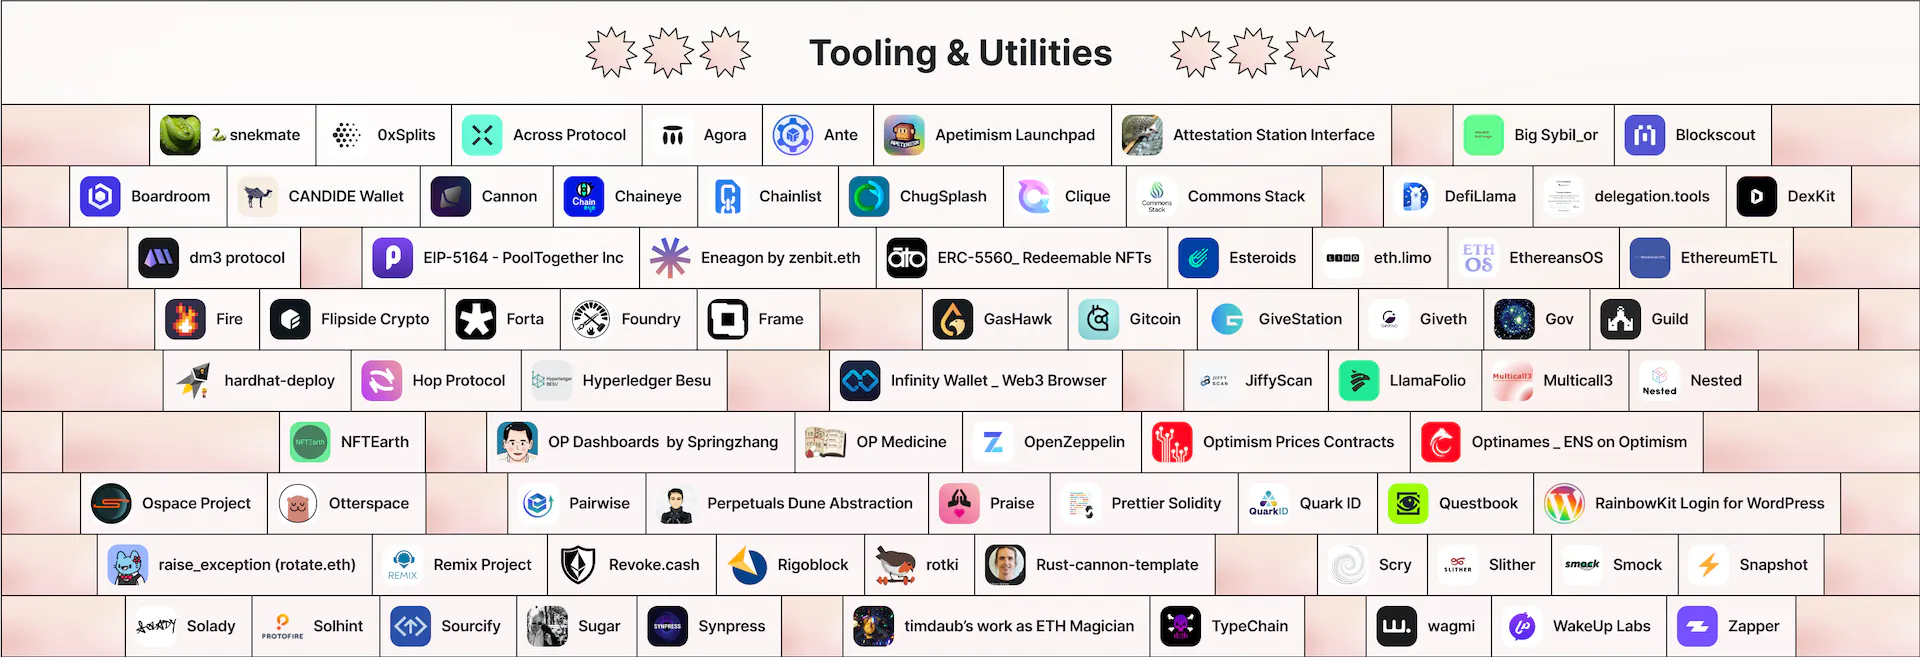 Tooling & Utilities
snekmate 0xSplits Across Protocol Agora Ante APETIMISM Apetimism Launchpad Attestation Station Interface Big Sybil_or Blockscout
Boardroom CANDIDE Wallet Cannon Chain eye Chaineye Chainlist ChugSplash Clique Commons Stack Commons Stack DefiLlama delegation.tools DexKit
dm3 protocol EIP-5164 - PoolTogether Inc Eneagon by zenbit.eth āto ERC-5560_ Redeemable NFTs Esteroids LIMO eth.limo ETH OS EthereansOS EthereumETL
Fire Flipside Crypto Forta Foundry Frame GasHawk Gitcoin GiveStation Giveth Gov Guild
hardhat-deploy Hop Protocol Hyperledger BESU Hyperledger Besu Infinity Wallet _ Web3 Browser JIFFY SCAN JiffyScan LlamaFolio Multicall3 Multicall3 Nested Nested
NFTEarth NFTEarth OP Dashboards by Springzhang OP Medicine OpenZeppelin Optimism Prices Contracts Optinames _ ENS on Optimism
Ospace Project Otterspace Pairwise Perpetuals Dune Abstraction Praise Prettier Solidity QuarkID Quark ID Questbook RainbowKit Login for WordPress
raise_exception (rotate.eth) REMIX Remix Project Revoke.cash Rigoblock rotki Rust-cannon-template Scry SLITHER Slither smock Smock Snapshot
SoLADY Solady PROTOFIRE Solhint Sourcify Sugar SYNPRESS Synpress timdaub's work as ETH Magician d:th TypeChain w. wagmi WakeUp Labs Zapper